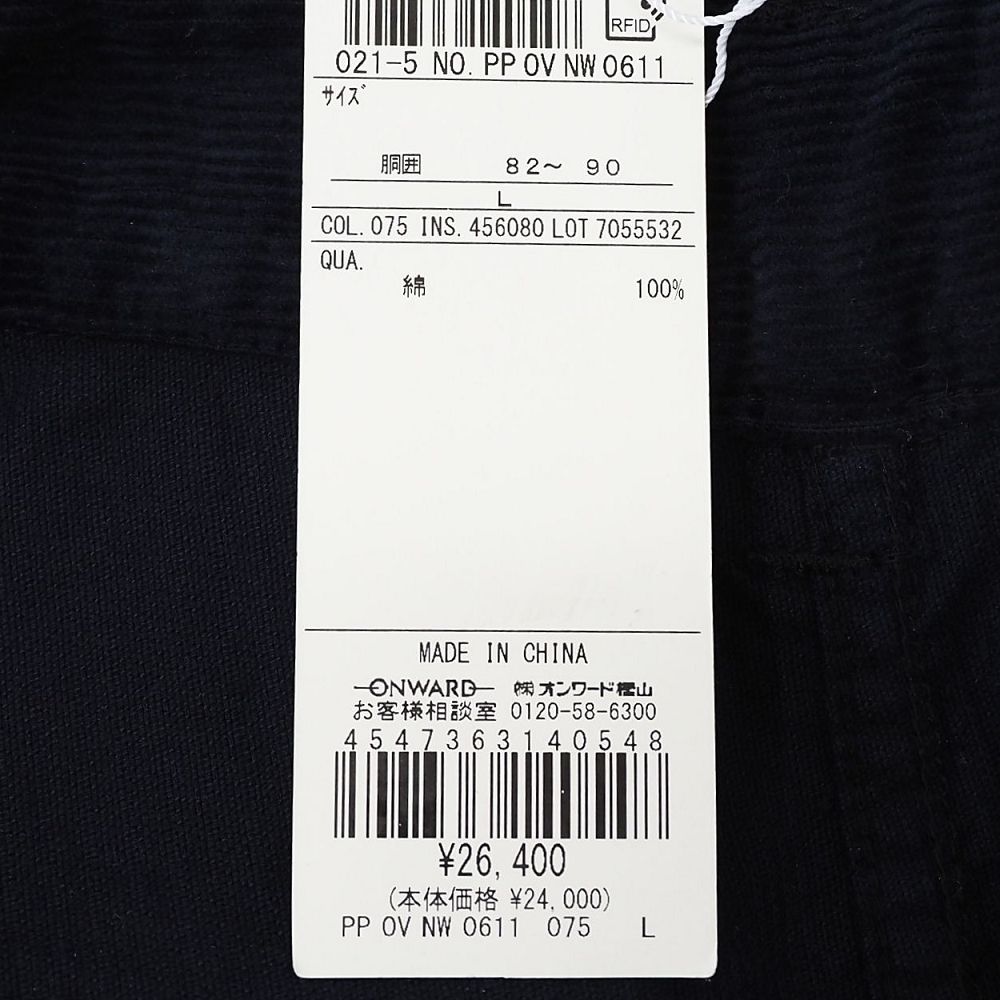 RFID
021-5 NO. PP OV NW 0611
サイズ
胴囲 82～ 90
L
COL. 075 INS. 456080 LOT 7055532
QUA.
綿 100%
MADE IN CHINA
ONWARD ㈱オンワード樫山
お客様相談室 0120-58-6300
4547363140548
¥26,400
(本体価格 ¥24,000)
PP OV NW 0611 075 L